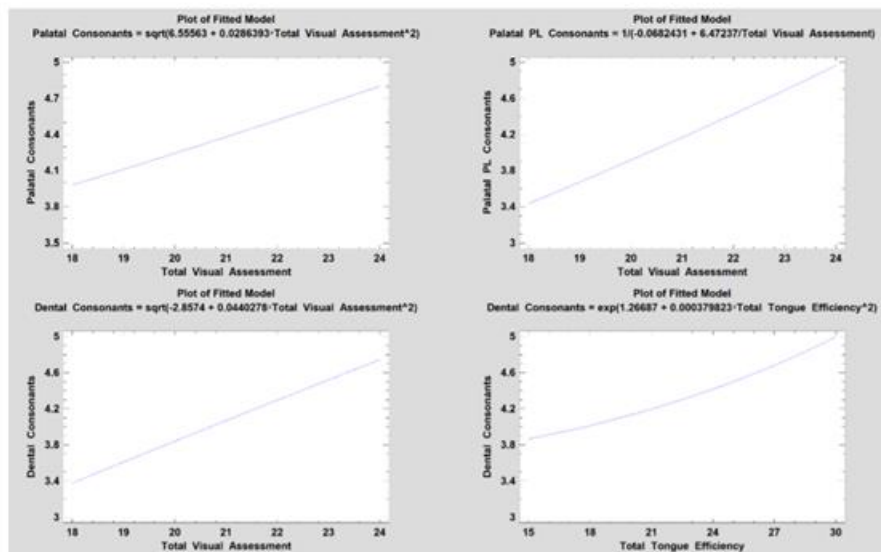 Plot of Fitted Model
Palatal Consonants = sqrt(6.55563 + 0.0286393*Total Visual Assessment^2)
5
4.7
4.4
4.1
3.8
3.5
Palatal Consonants
18 19 20 21 22 23 24
Total Visual Assessment
Plot of Fitted Model
Palatal PL Consonants = 1/(-0.0682431 + 6.47237/Total Visual Assessment)
5
4.6
4.2
3.8
3.4
3
Palatal PL Consonants
18 19 20 21 22 23 24
Total Visual Assessment
Plot of Fitted Model
Dental Consonants = sqrt(-2.8574 + 0.0440278*Total Visual Assessment^2)
5
4.6
4.2
3.8
3.4
3
Dental Consonants
18 19 20 21 22 23 24
Total Visual Assessment
Plot of Fitted Model
Dental Consonants = exp(1.26687 + 0.000379823*Total Tongue Efficiency^2)
5
4.6
4.2
3.8
3.4
3
Dental Consonants
15 18 21 24 27 30
Total Tongue Efficiency